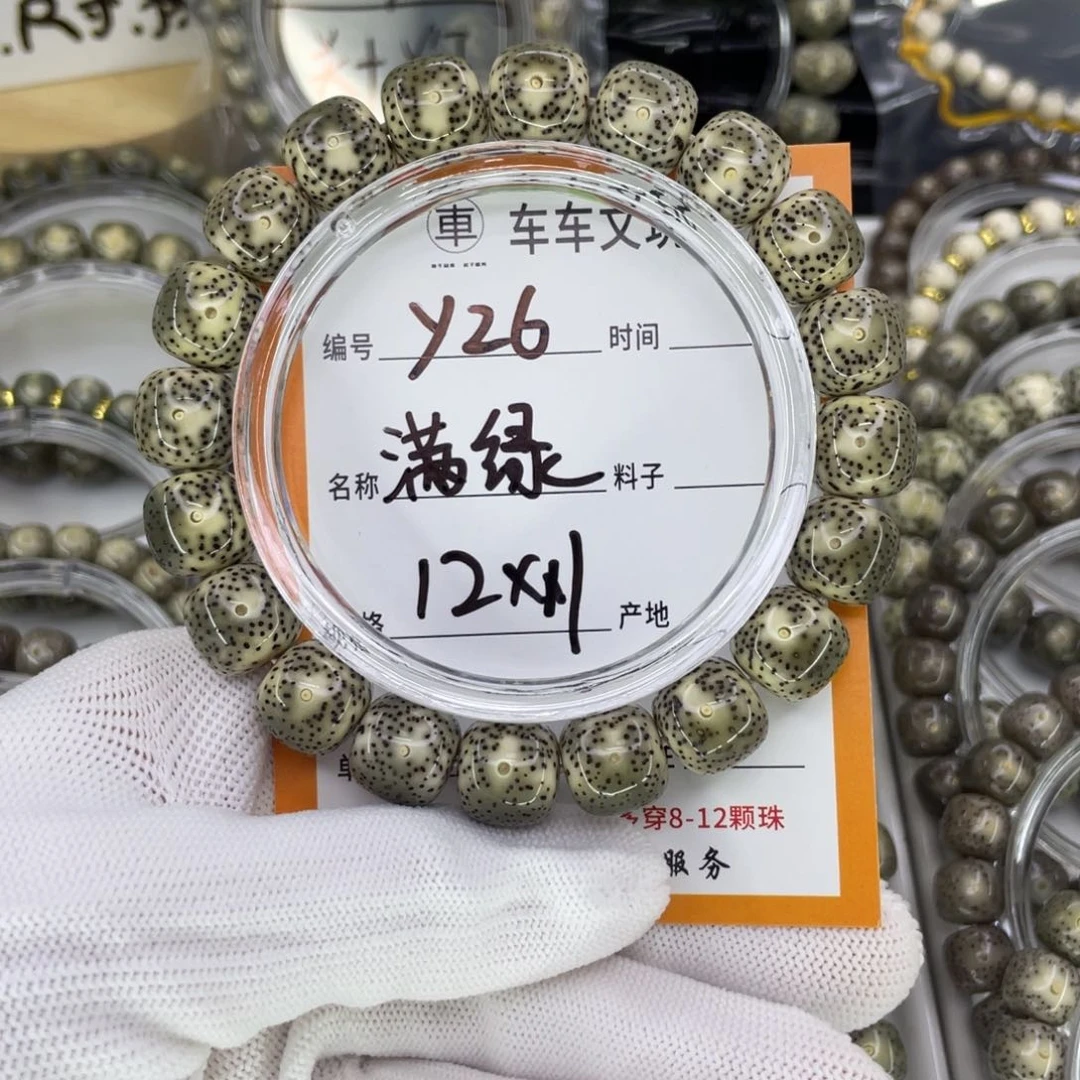 車 车车文玩
编号 Y26 时间
名称 满绿 料子
格 12x11 产地
穿8-12颗珠
服务